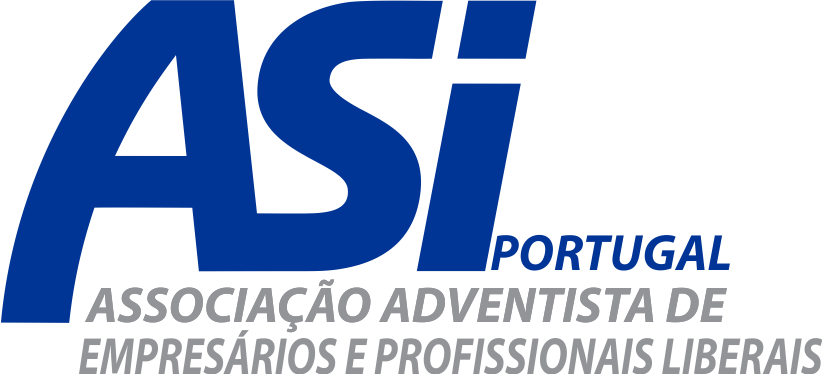 ASi
PORTUGAL
ASSOCIAÇÃO ADVENTISTA DE
EMPRESÁRIOS E PROFISSIONAIS LIBERAIS